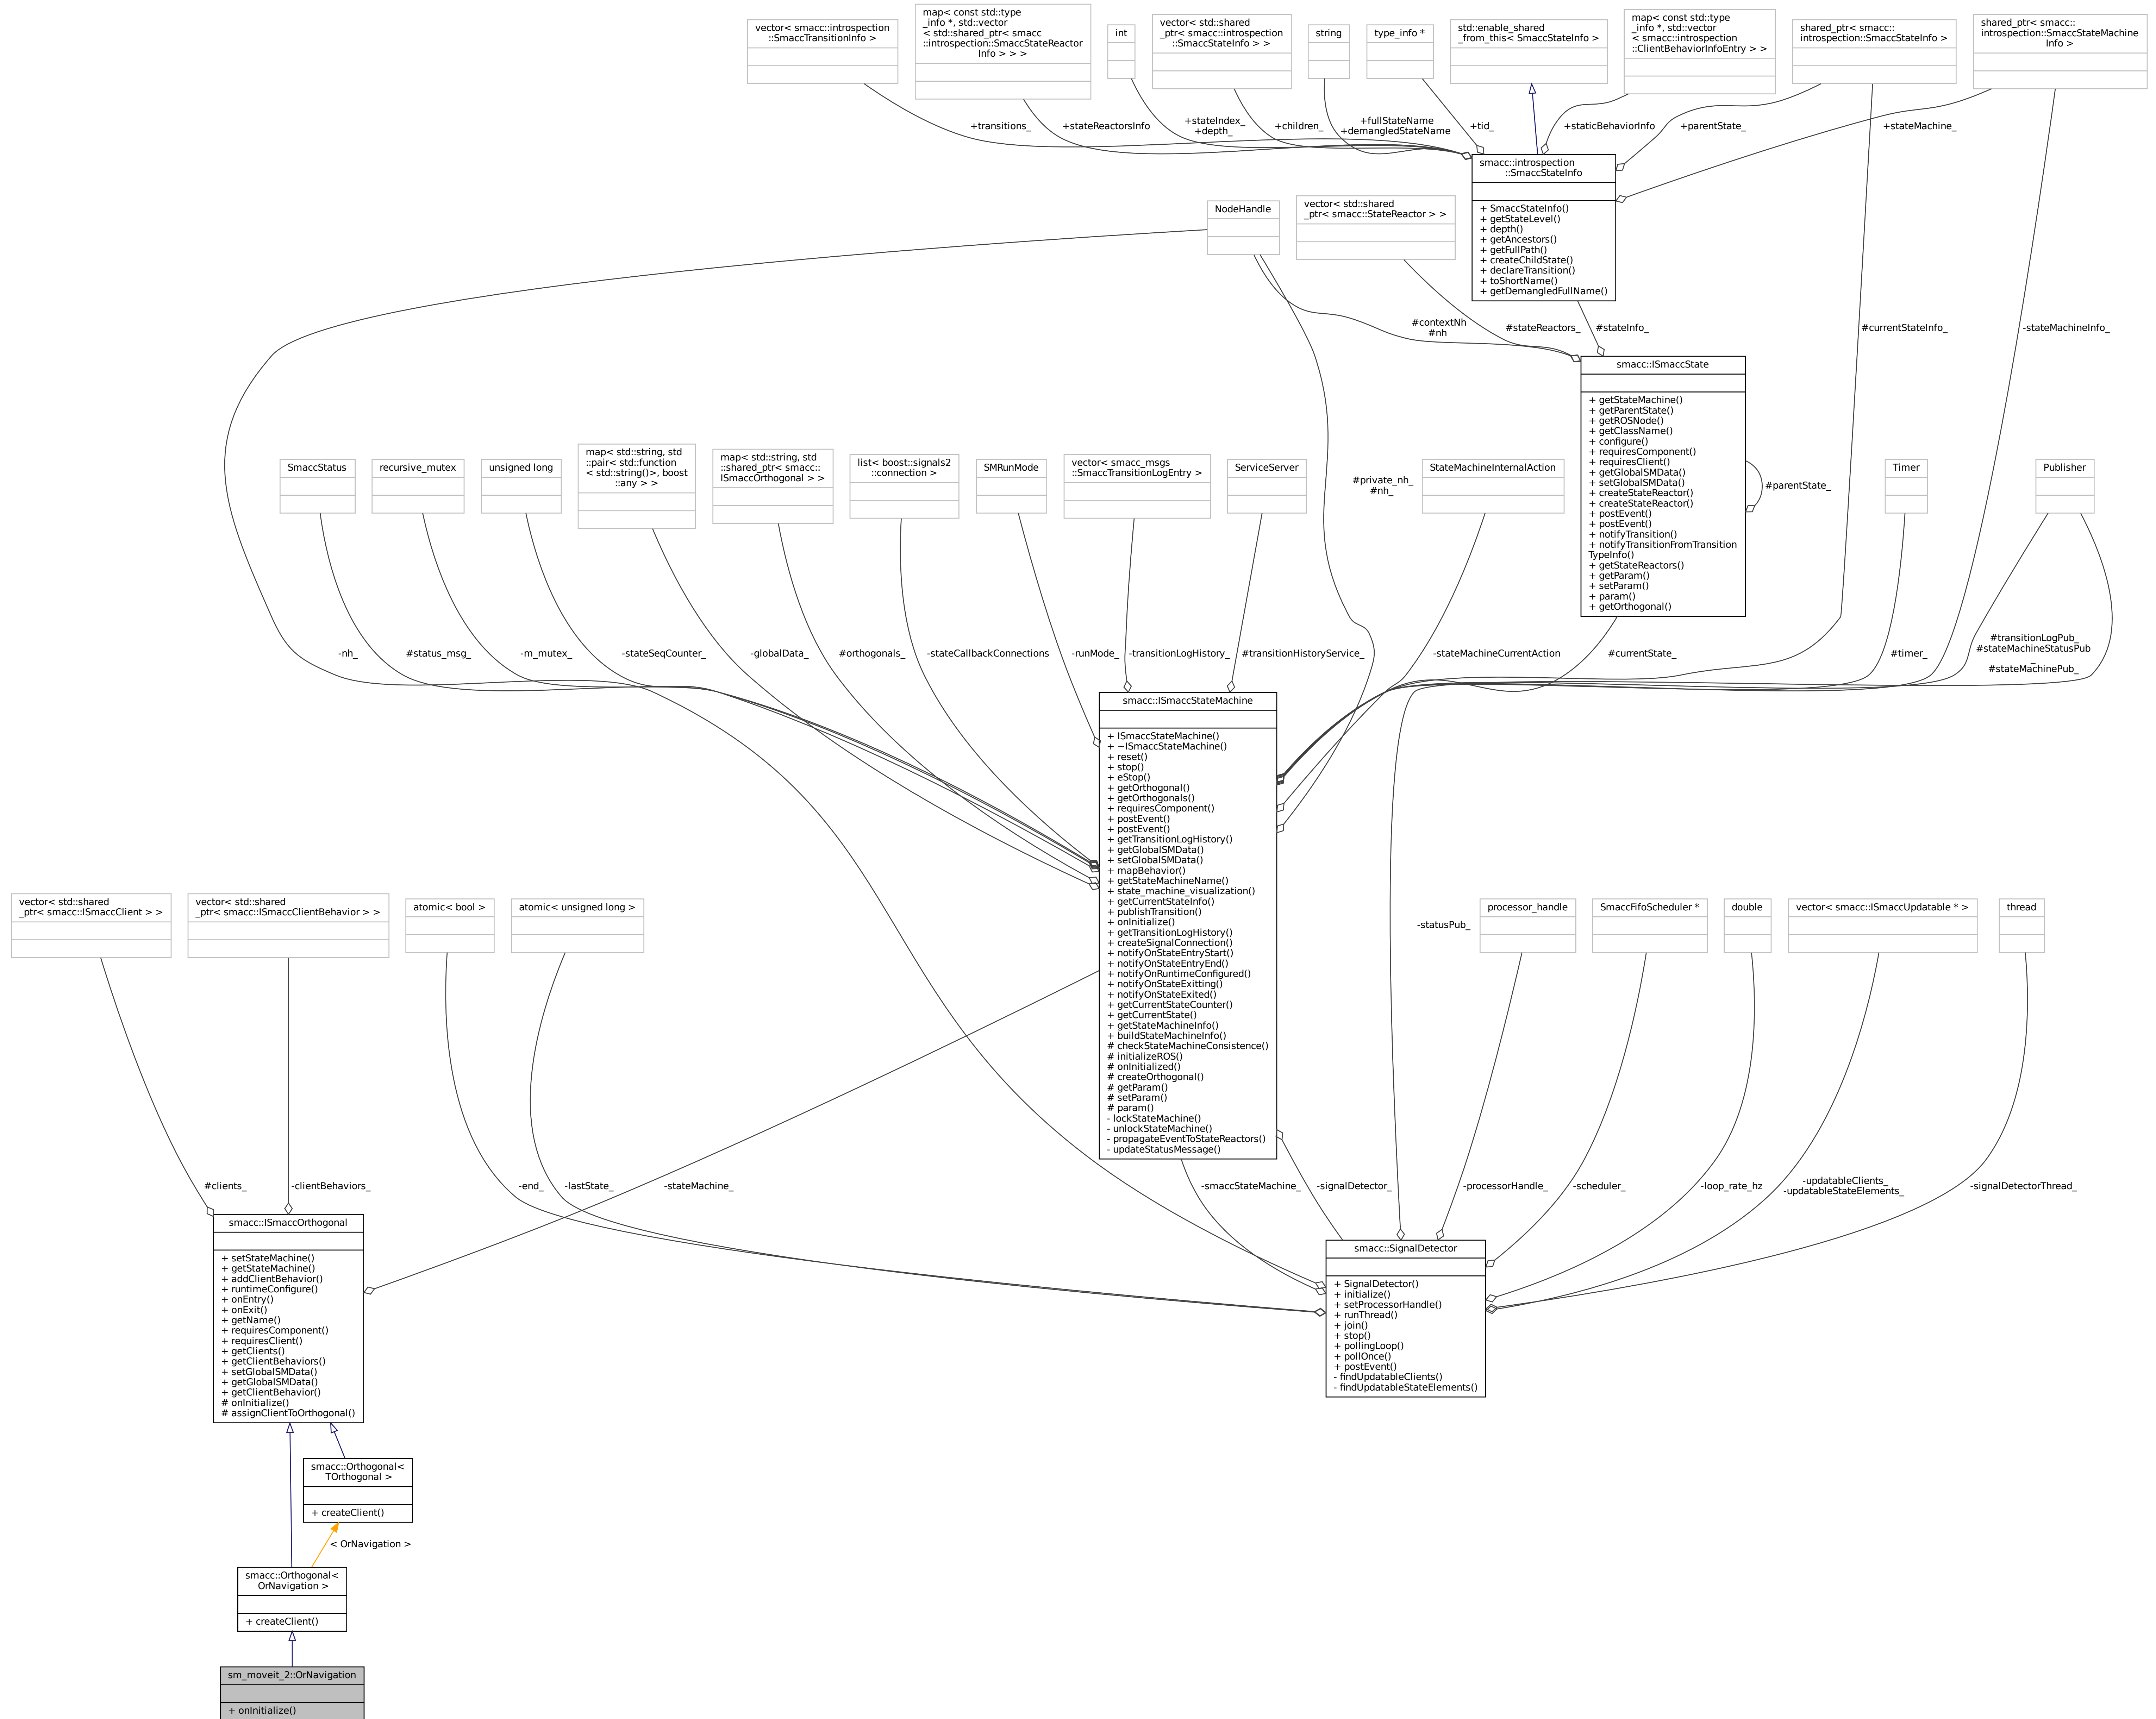 vector< smacc::introspection
::SmaccTransitionInfo >
map< const std::type
_info *, std::vector
< std::shared_ptr< smacc
::introspection::SmaccStateReactor
Info > > >
int
vector< std::shared
_ptr< smacc::introspection
::SmaccStateInfo > >
string
type_info *
std::enable_shared
_from_this< SmaccStateInfo >
map< const std::type
_info *, std::vector
< smacc::introspection
::ClientBehaviorInfoEntry > >
shared_ptr< smacc::
introspection::SmaccStateInfo >
shared_ptr< smacc::
introspection::SmaccStateMachine
Info >
+transitions_
+stateReactorsInfo
+stateIndex_
+depth_
+children_
+fullStateName
+demangledStateName
+tid_
+staticBehaviorInfo
+parentState_
+stateMachine_
smacc::introspection
::SmaccStateInfo
+ SmaccStateInfo()
+ getStateLevel()
+ depth()
+ getAncestors()
+ getFullPath()
+ createChildState()
+ declareTransition()
+ toShortName()
+ getDemangledFullName()
NodeHandle
vector< std::shared
_ptr< smacc::StateReactor > >
#contextNh
#nh
#stateReactors_
#stateInfo_
#currentStateInfo_
-stateMachineInfo_
smacc::ISmaccState
+ getStateMachine()
+ getParentState()
+ getROSNode()
+ getClassName()
+ configure()
+ requiresComponent()
+ requiresClient()
+ getGlobalSMData()
+ setGlobalSMData()
+ createStateReactor()
+ createStateReactor()
+ postEvent()
+ postEvent()
+ notifyTransition()
+ notifyTransitionFromTransition
TypeInfo()
+ getStateReactors()
+ getParam()
+ setParam()
+ param()
+ getOrthogonal()
#parentState_
SmaccStatus
recursive_mutex
unsigned long
map< std::string, std
::pair< std::function
< std::string()>, boost
::any > >
map< std::string, std
::shared_ptr< smacc::
ISmaccOrthogonal > >
list< boost::signals2
::connection >
SMRunMode
vector< smacc_msgs
::SmaccTransitionLogEntry >
ServiceServer
#private_nh_
#nh_
StateMachineInternalAction
Timer
Publisher
-nh_
#status_msg_
-m_mutex_
-stateSeqCounter_
-globalData_
#orthogonals_
-stateCallbackConnections
-runMode_
-transitionLogHistory_
#transitionHistoryService_
-stateMachineCurrentAction
#currentState_
#timer_
#transitionLogPub_
#stateMachineStatusPub
_
#stateMachinePub_
smacc::ISmaccStateMachine
+ ISmaccStateMachine()
+ ~ISmaccStateMachine()
+ reset()
+ stop()
+ eStop()
+ getOrthogonal()
+ getOrthogonals()
+ requiresComponent()
+ postEvent()
+ postEvent()
+ getTransitionLogHistory()
+ getGlobalSMData()
+ setGlobalSMData()
+ mapBehavior()
+ getStateMachineName()
+ state_machine_visualization()
+ getCurrentStateInfo()
+ publishTransition()
+ onInitialize()
+ getTransitionLogHistory()
+ createSignalConnection()
+ notifyOnStateEntryStart()
+ notifyOnStateEntryEnd()
+ notifyOnRuntimeConfigured()
+ notifyOnStateExitting()
+ notifyOnStateExited()
+ getCurrentStateCounter()
+ getCurrentState()
+ getStateMachineInfo()
+ buildStateMachineInfo()
# checkStateMachineConsistence()
# initializeROS()
# onInitialized()
# createOrthogonal()
# getParam()
# setParam()
# param()
- lockStateMachine()
- unlockStateMachine()
- propagateEventToStateReactors()
- updateStatusMessage()
vector< std::shared
_ptr< smacc::ISmaccClient > >
vector< std::shared
_ptr< smacc::ISmaccClientBehavior > >
atomic< bool >
atomic< unsigned long >
-statusPub_
processor_handle
SmaccFifoScheduler *
double
vector< smacc::ISmaccUpdatable * >
thread
#clients_
-clientBehaviors_
-end_
-lastState_
-stateMachine_
-smaccStateMachine_
-signalDetector_
-processorHandle_
-scheduler_
-loop_rate_hz
-updatableClients_
-updatableStateElements_
-signalDetectorThread_
smacc::ISmaccOrthogonal
+ setStateMachine()
+ getStateMachine()
+ addClientBehavior()
+ runtimeConfigure()
+ onEntry()
+ onExit()
+ getName()
+ requiresComponent()
+ requiresClient()
+ getClients()
+ getClientBehaviors()
+ setGlobalSMData()
+ getGlobalSMData()
+ getClientBehavior()
# onInitialize()
# assignClientToOrthogonal()
smacc::SignalDetector
+ SignalDetector()
+ initialize()
+ setProcessorHandle()
+ runThread()
+ join()
+ stop()
+ pollingLoop()
+ pollOnce()
+ postEvent()
- findUpdatableClients()
- findUpdatableStateElements()
smacc::Orthogonal<
TOrthogonal >
+ createClient()
< OrNavigation >
smacc::Orthogonal<
OrNavigation >
+ createClient()
sm_moveit_2::OrNavigation
+ onInitialize()